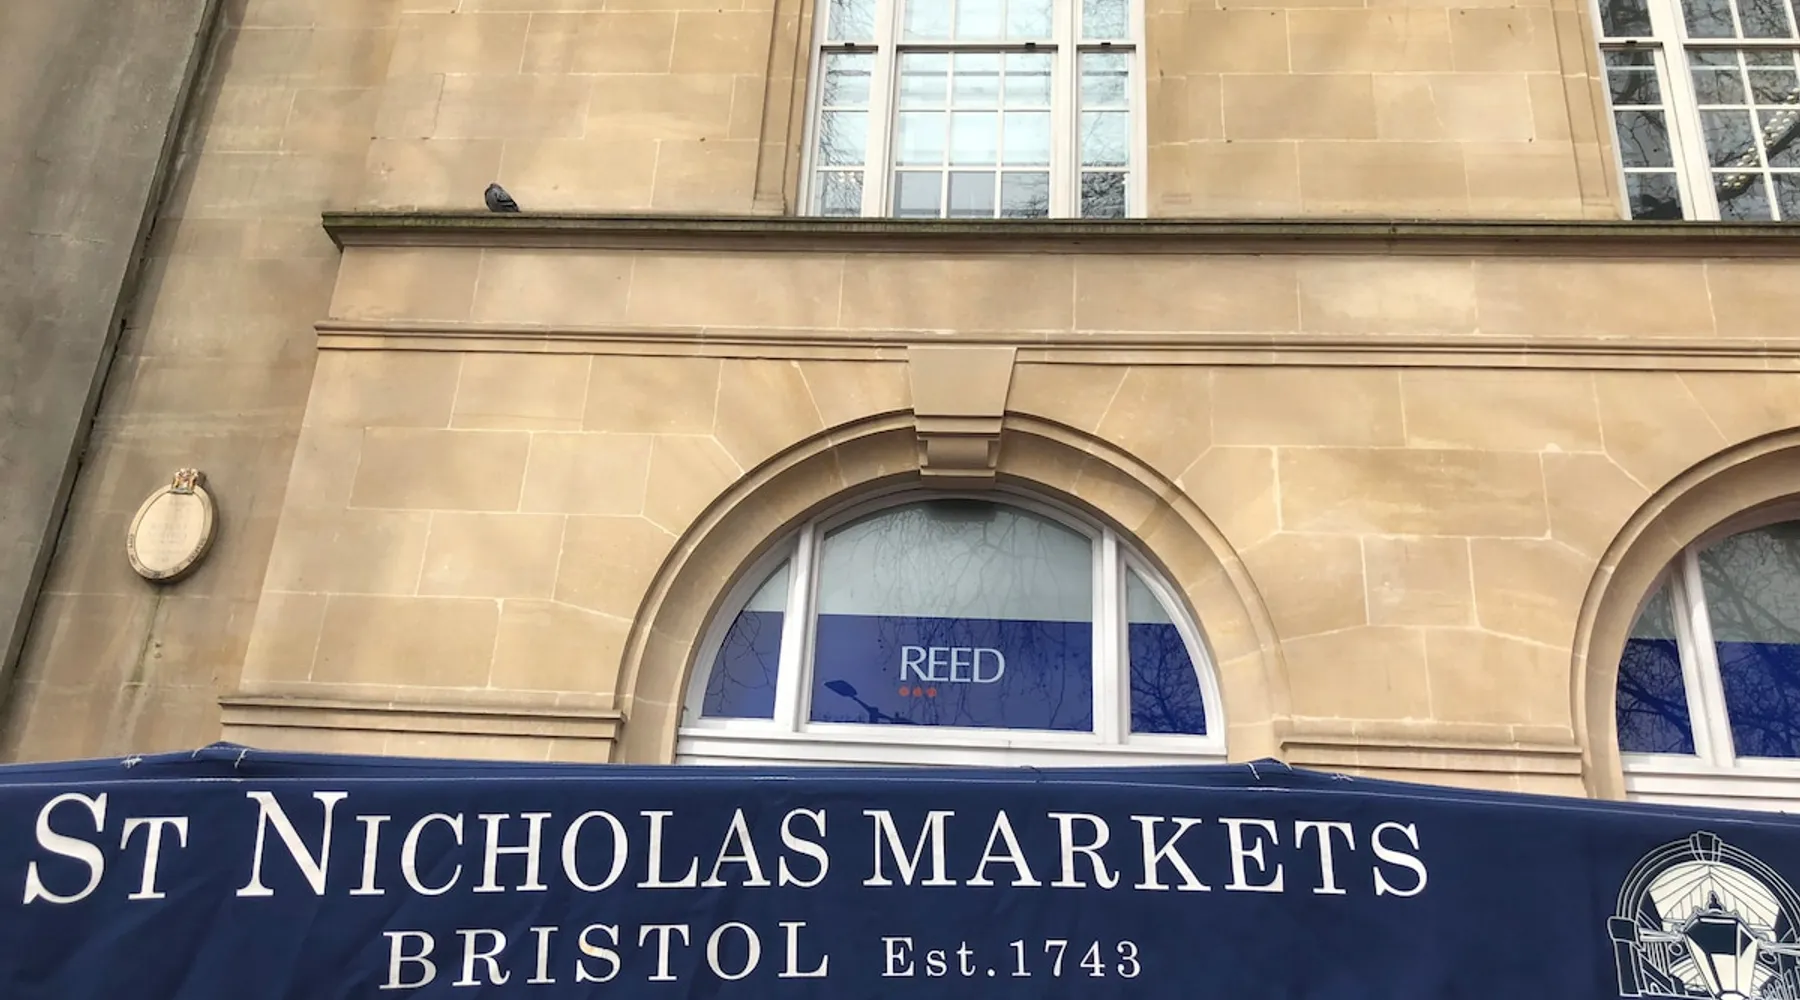 REED
ST NICHOLAS MARKETS
BRISTOL Est.1743